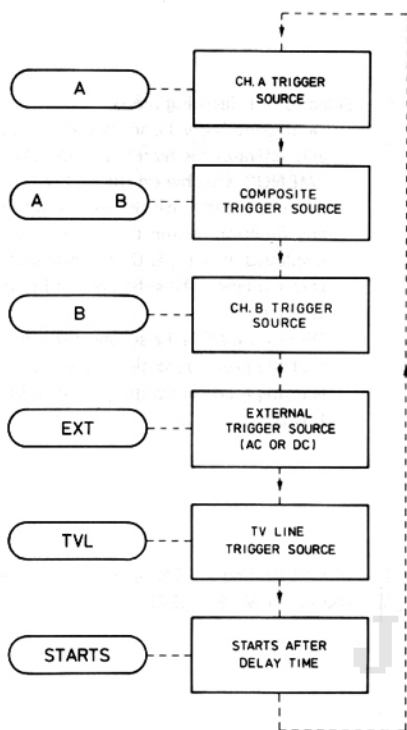 A
CH. A TRIGGER
SOURCE
A B
COMPOSITE
TRIGGER SOURCE
B
CH. B TRIGGER
SOURCE
EXT
EXTERNAL
TRIGGER SOURCE
(AC OR DC)
TVL
TV LINE
TRIGGER SOURCE
STARTS
STARTS AFTER
DELAY TIME
J